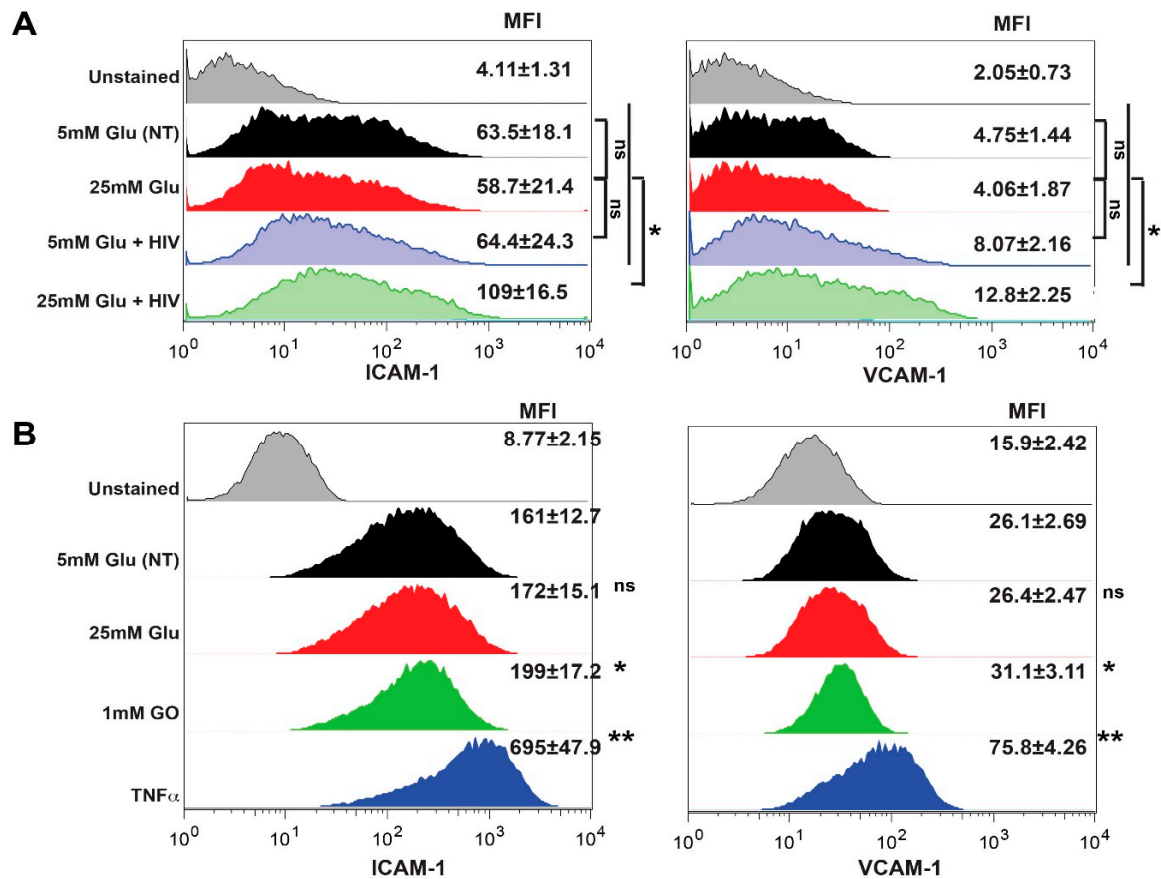 A
MFI
MFI
Unstained
4.11±1.31
2.05±0.73
5mM Glu (NT)
63.5±18.1
4.75±1.44
ns
ns
25mM Glu
58.7±21.4
4.06±1.87
ns
ns
*
*
5mM Glu + HIV
64.4±24.3
8.07±2.16
25mM Glu + HIV
109±16.5
12.8±2.25
10^0 10^1 10^2 10^3 10^4
10^0 10^1 10^2 10^3 10^4
ICAM-1
VCAM-1
B
MFI
MFI
Unstained
8.77±2.15
15.9±2.42
5mM Glu (NT)
161±12.7
26.1±2.69
25mM Glu
172±15.1 ns
26.4±2.47 ns
1mM GO
199±17.2 *
31.1±3.11 *
TNFα
695±47.9 **
75.8±4.26 **
10^0 10^1 10^2 10^3 10^4
10^0 10^1 10^2 10^3 10^4
ICAM-1
VCAM-1